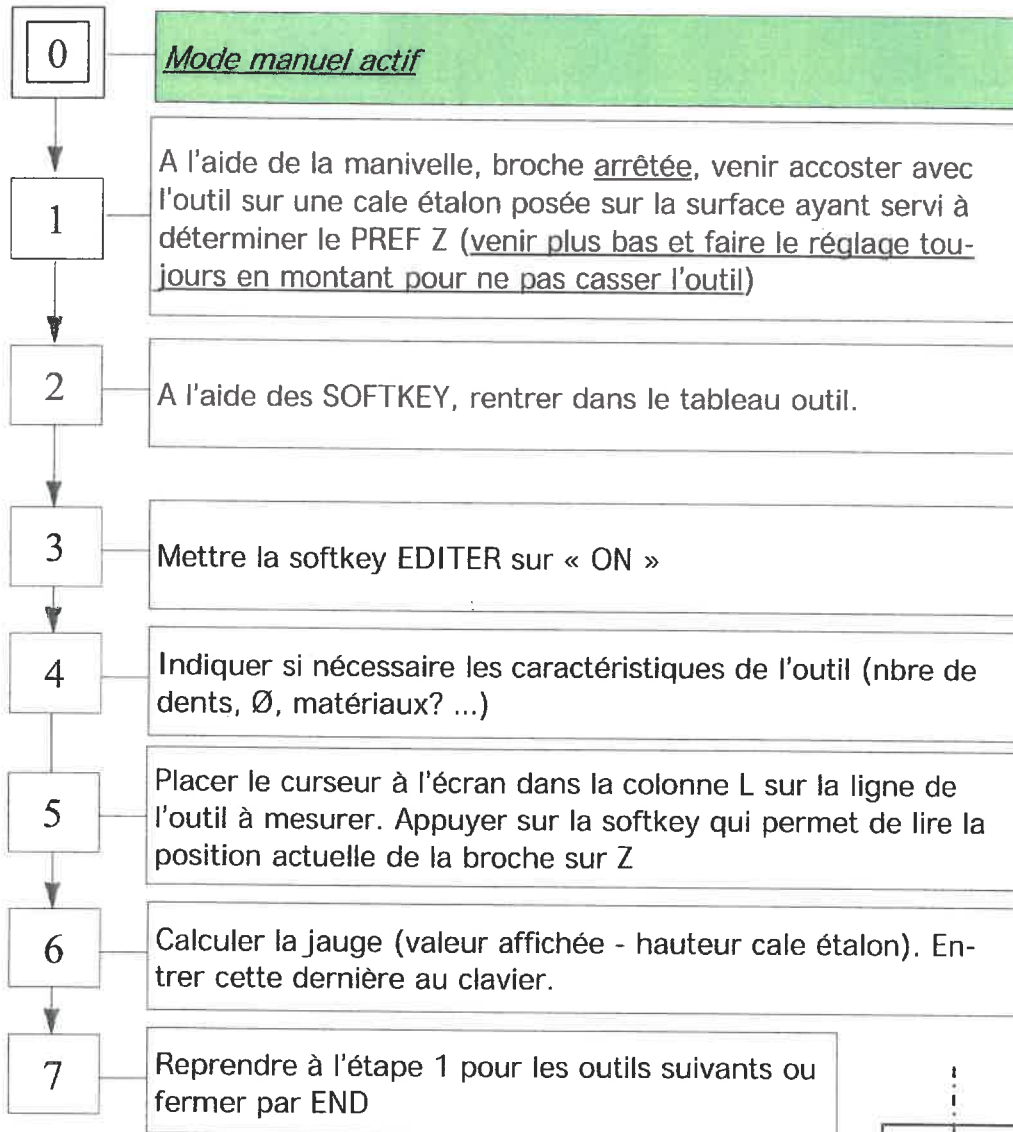 0
Mode manuel actif
1
A l'aide de la manivelle, broche arrêtée, venir accoster avec
l'outil sur une cale étalon posée sur la surface ayant servi à
déterminer le PREF Z (venir plus bas et faire le réglage tou-
jours en montant pour ne pas casser l'outil)
2
A l'aide des SOFTKEY, rentrer dans le tableau outil.
3
Mettre la softkey EDITER sur « ON »
4
Indiquer si nécessaire les caractéristiques de l'outil (nbre de
dents, Ø, matériaux? ...)
5
Placer le curseur à l'écran dans la colonne L sur la ligne de
l'outil à mesurer. Appuyer sur la softkey qui permet de lire la
position actuelle de la broche sur Z
6
Calculer la jauge (valeur affichée - hauteur cale étalon). En-
trer cette dernière au clavier.
7
Reprendre à l'étape 1 pour les outils suivants ou
fermer par END